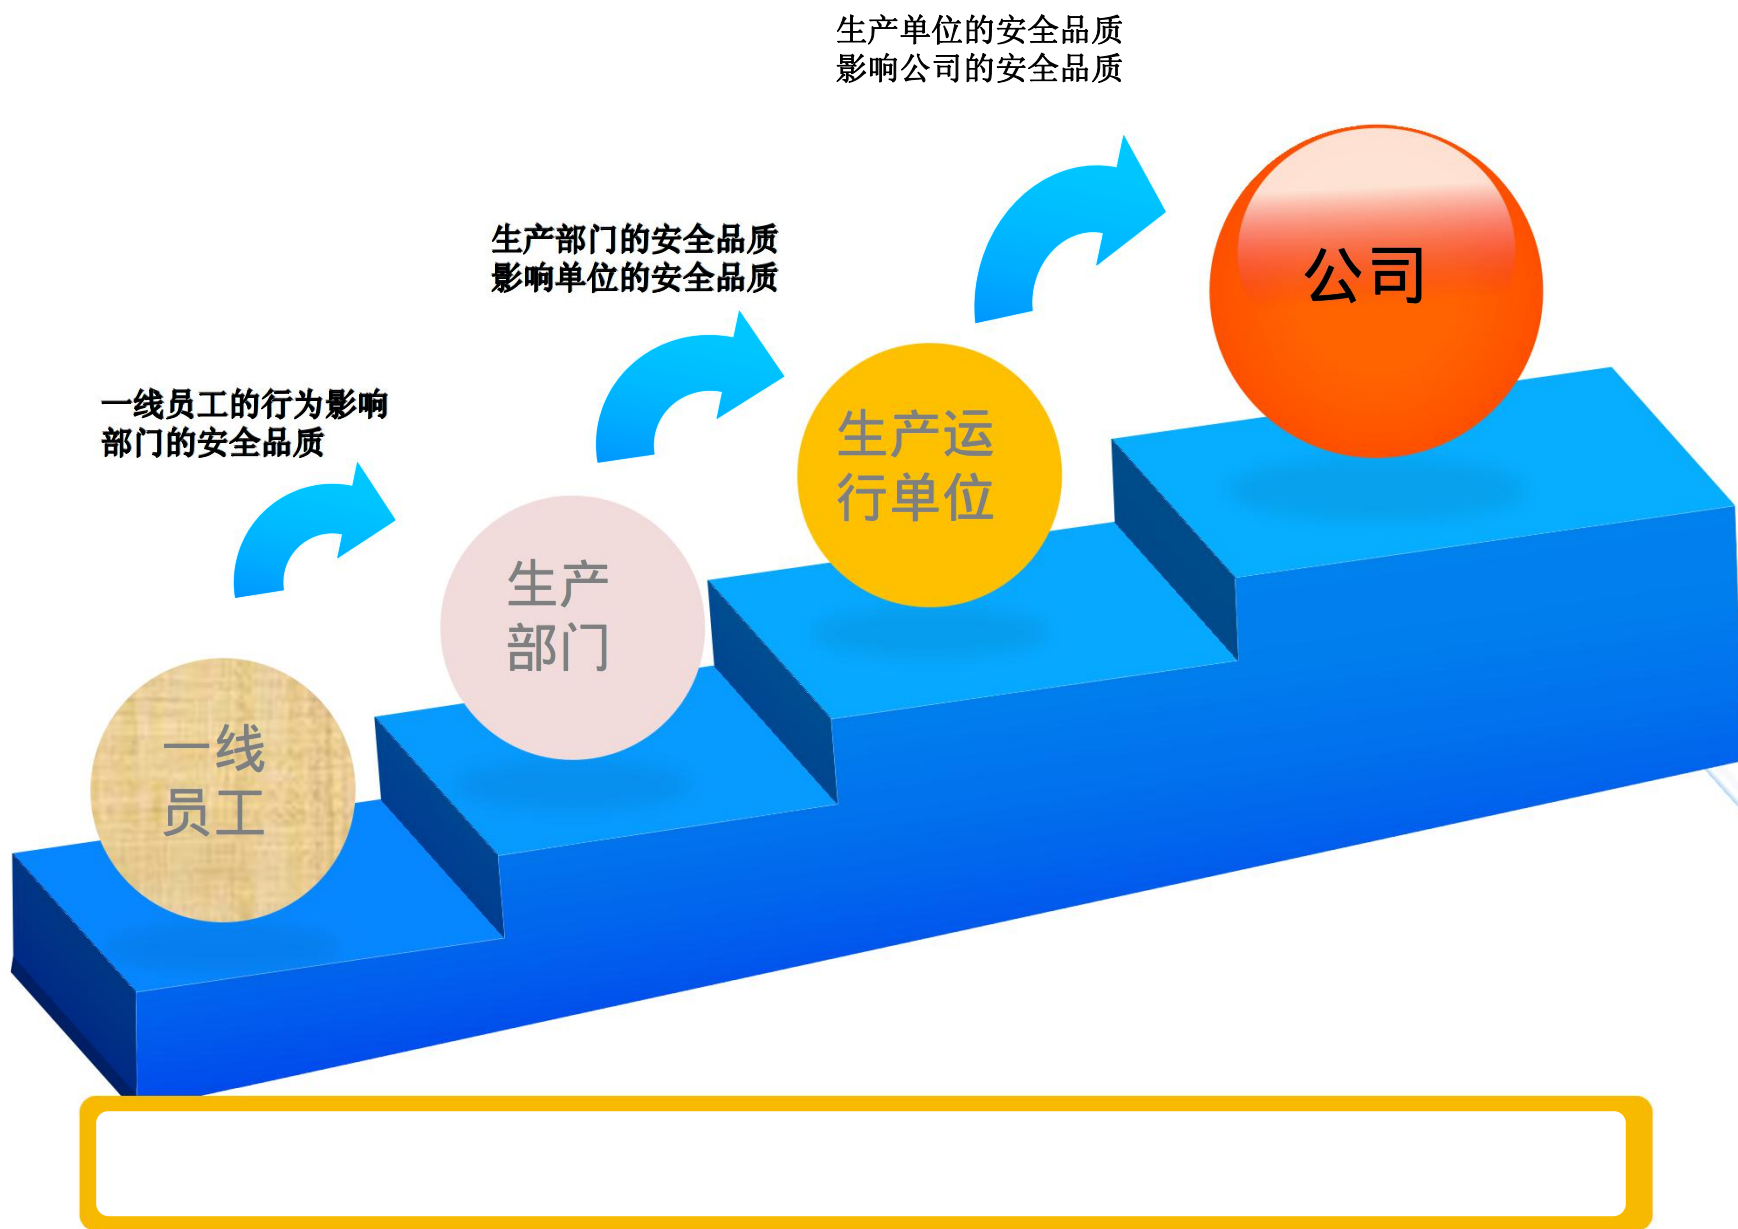 生产单位的安全品质
影响公司的安全品质
公司
生产部门的安全品质
影响单位的安全品质
生产运
行单位
一线员工的行为影响
部门的安全品质
生产
部门
一线
员工